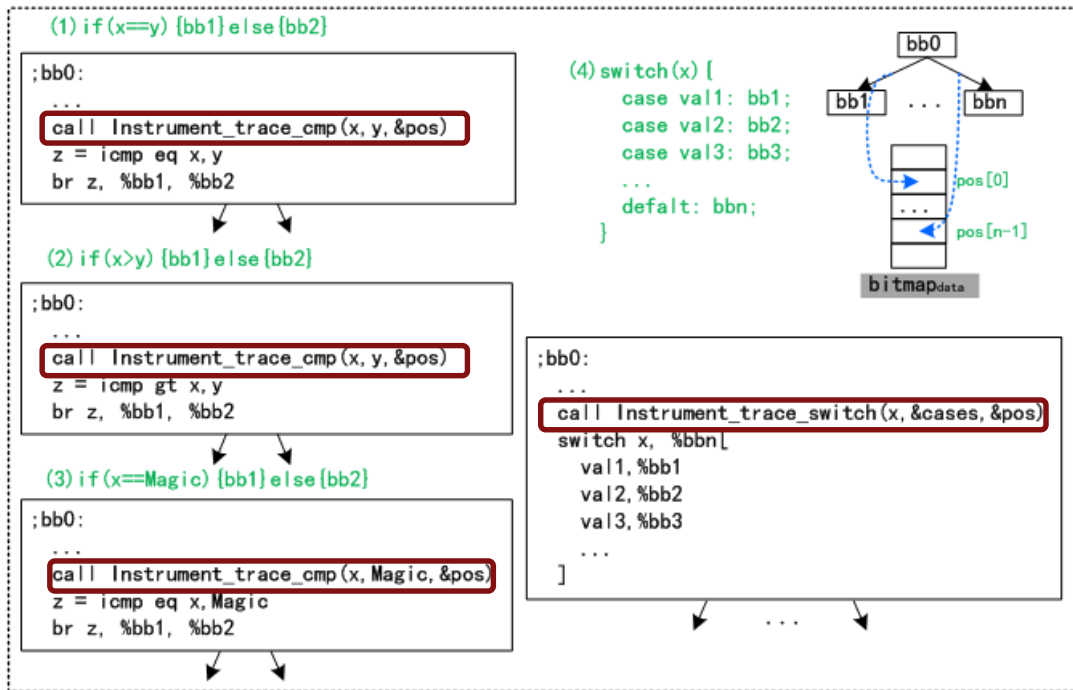 (1) if(x==y) {bb1}else{bb2}
;bb0:
...
call Instrument_trace_cmp(x, y, &pos)
z = icmp eq x,y
br z, %bb1, %bb2
(2) if(x>y) {bb1}else{bb2}
;bb0:
...
call Instrument_trace_cmp(x, y, &pos)
z = icmp gt x,y
br z, %bb1, %bb2
(3) if(x==Magic) {bb1}else{bb2}
;bb0:
...
call Instrument_trace_cmp(x, Magic, &pos)
z = icmp eq x,Magic
br z, %bb1, %bb2
(4) switch(x) [
case val1: bb1;
case val2: bb2;
case val3: bb3;
...
defalt: bbn;
}
bb0
bb1 ... bbn
pos[0]
...
pos[n-1]
bitmapdata
;bb0:
...
call Instrument_trace_switch(x, &cases, &pos)
switch x, %bbn[
val1,%bb1
val2,%bb2
val3,%bb3
...
]
...